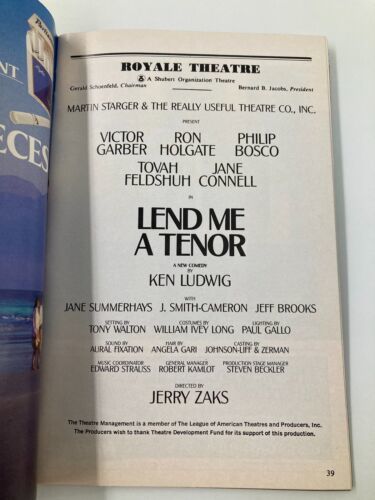 NT
ECES
ROYALE THEATRE
A Shubert Organization Theatre
Gerald Schoenfeld, Chairman Bernard B. Jacobs, President
MARTIN STARGER & THE REALLY USEFUL THEATRE CO., INC.
PRESENT
VICTOR RON PHILIP
GARBER HOLGATE BOSCO
TOVAH JANE
FELDSHUH CONNELL
IN
LEND ME
A TENOR
A NEW COMEDY
BY
KEN LUDWIG
WITH
JANE SUMMERHAYS J. SMITH-CAMERON JEFF BROOKS
SETTING BY COSTUMES BY LIGHTING BY
TONY WALTON WILLIAM IVEY LONG PAUL GALLO
SOUND BY HAIR BY CASTING BY
AURAL FIXATION ANGELA GARI JOHNSON-LIFF & ZERMAN
MUSIC COORDINATOR GENERAL MANAGER PRODUCTION STAGE MANAGER
EDWARD STRAUSS ROBERT KAMLOT STEVEN BECKLER
DIRECTED BY
JERRY ZAKS
The Theatre Management is a member of The League of American Theatres and Producers, Inc.
The Producers wish to thank Theatre Development Fund for its support of this production.
39